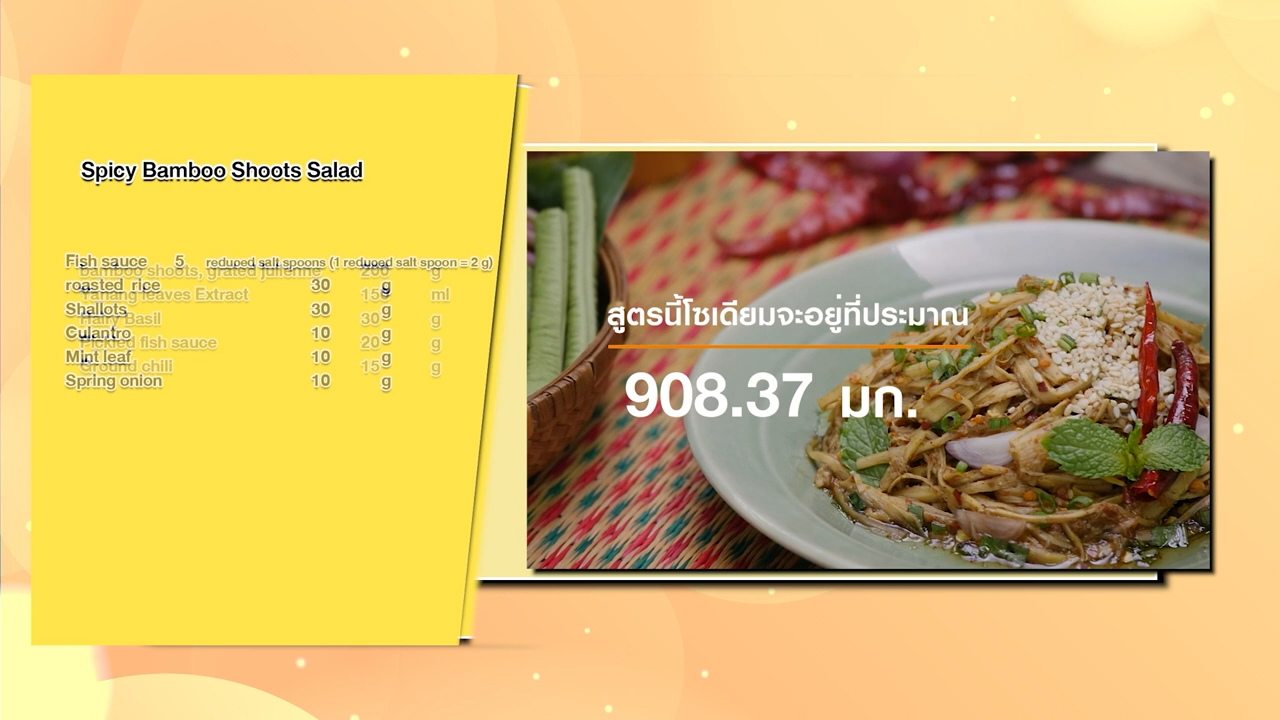 Spicy Bamboo Shoots Salad
Fish sauce 5 reduced salt spoons (1 reduced salt spoon = 2 g)
bamboo shoots, grated julienne 200 g
roasted rice 30 g
Yanang leaves Extract 150 ml
Shallots 30 g
Hairy Basil 30 g
Culantro 10 g
Pickled fish sauce 20 g
Mint leaf 10 g
Ground chill 15 g
Spring onion 10 g
สูตรนี้โซเดียมจะอยู่ที่ประมาณ
908.37 มก.